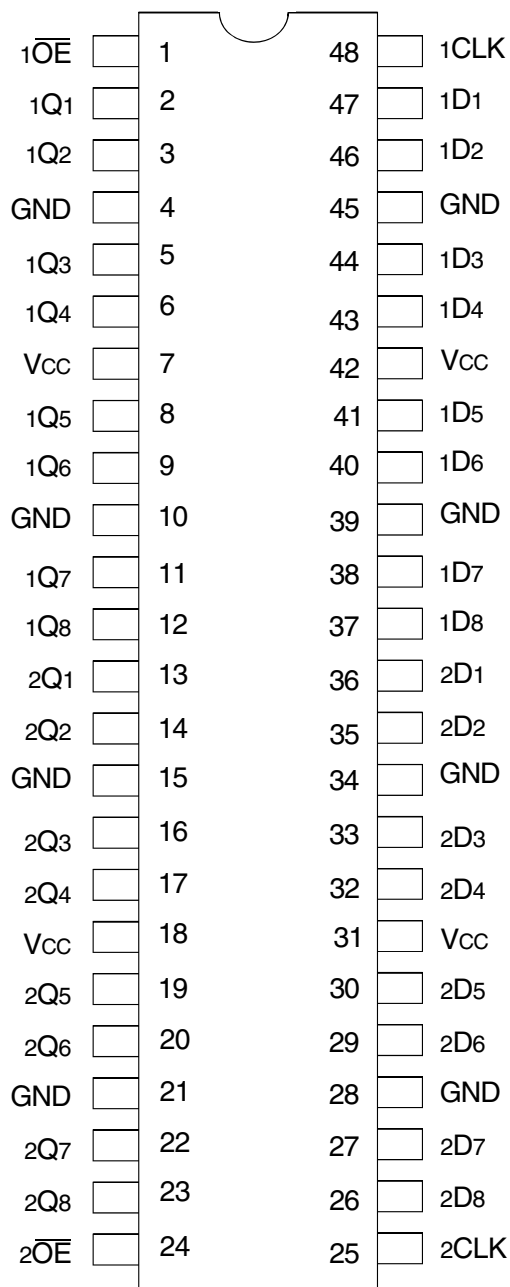 1O̅E̅ 1 48 1CLK
1Q1 2 47 1D1
1Q2 3 46 1D2
GND 4 45 GND
1Q3 5 44 1D3
1Q4 6 43 1D4
VCC 7 42 VCC
1Q5 8 41 1D5
1Q6 9 40 1D6
GND 10 39 GND
1Q7 11 38 1D7
1Q8 12 37 1D8
2Q1 13 36 2D1
2Q2 14 35 2D2
GND 15 34 GND
2Q3 16 33 2D3
2Q4 17 32 2D4
VCC 18 31 VCC
2Q5 19 30 2D5
2Q6 20 29 2D6
GND 21 28 GND
2Q7 22 27 2D7
2Q8 23 26 2D8
2O̅E̅ 24 25 2CLK